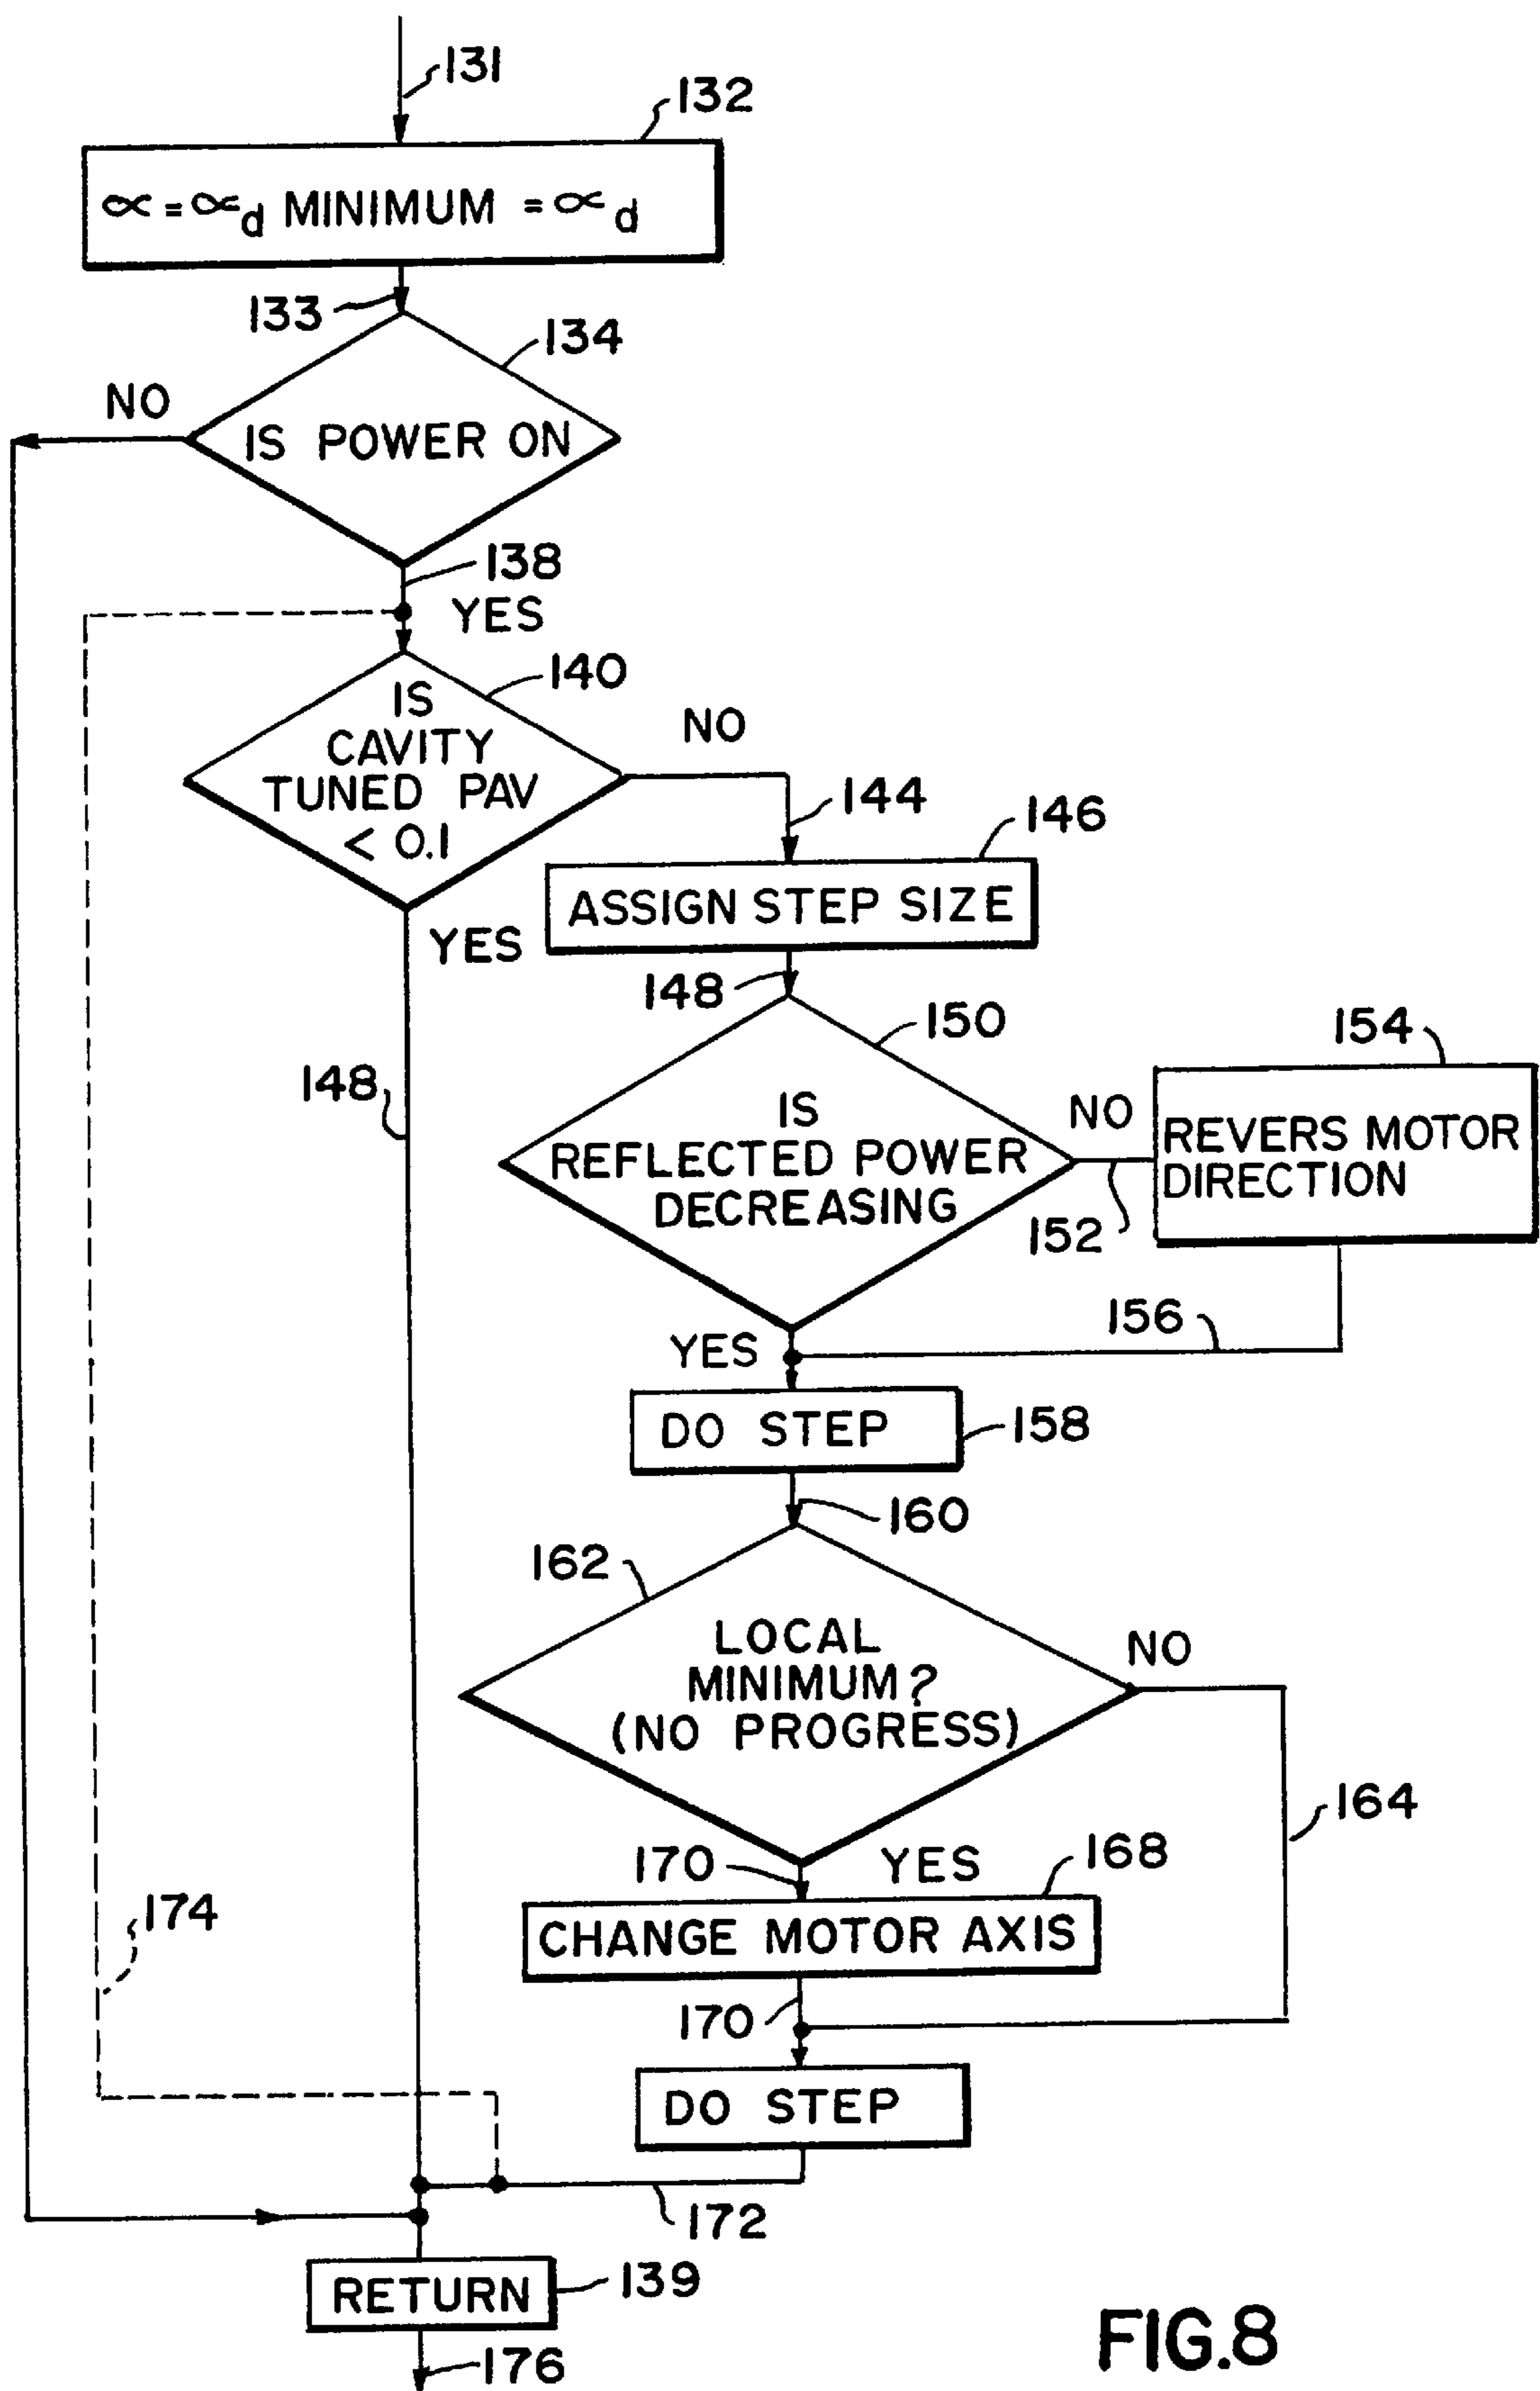 131
132
∝ = ∝d MINIMUM = ∝d
133
134
NO
IS POWER ON
138
YES
140
IS
CAVITY
TUNED PAV
< 0.1
NO
144
146
ASSIGN STEP SIZE
YES
148
150
154
148
IS
REFLECTED POWER
DECREASING
NO
REVERS MOTOR
DIRECTION
152
156
YES
DO STEP
158
160
162
LOCAL
MINIMUM?
(NO PROGRESS)
NO
164
170
YES
168
174
CHANGE MOTOR AXIS
170
DO STEP
172
RETURN
139
176
FIG.8